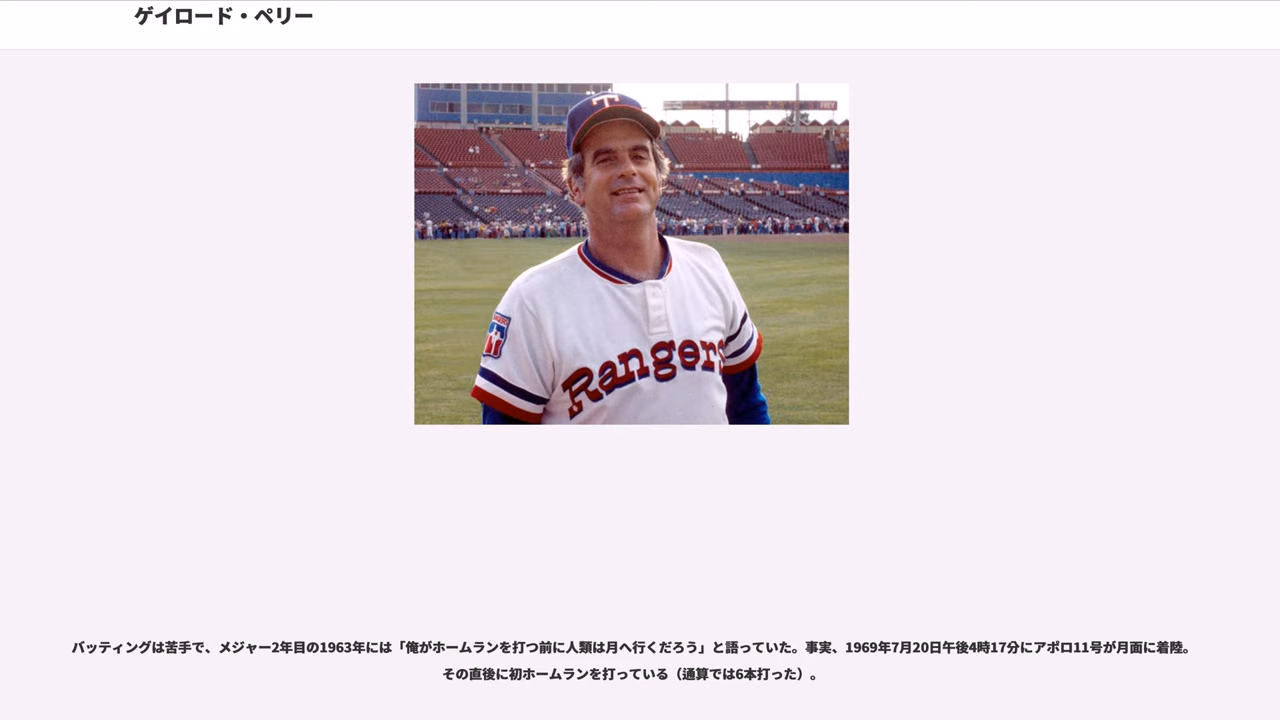 ゲイロード・ペリー
FREY
T
Rangers
バッティングは苦手で、メジャー2年目の1963年には「俺がホームランを打つ前に人類は月へ行くだろう」と語っていた。事実、1969年7月20日午後4時17分にアポロ11号が月面に着陸。
その直後に初ホームランを打っている（通算では6本打った）。